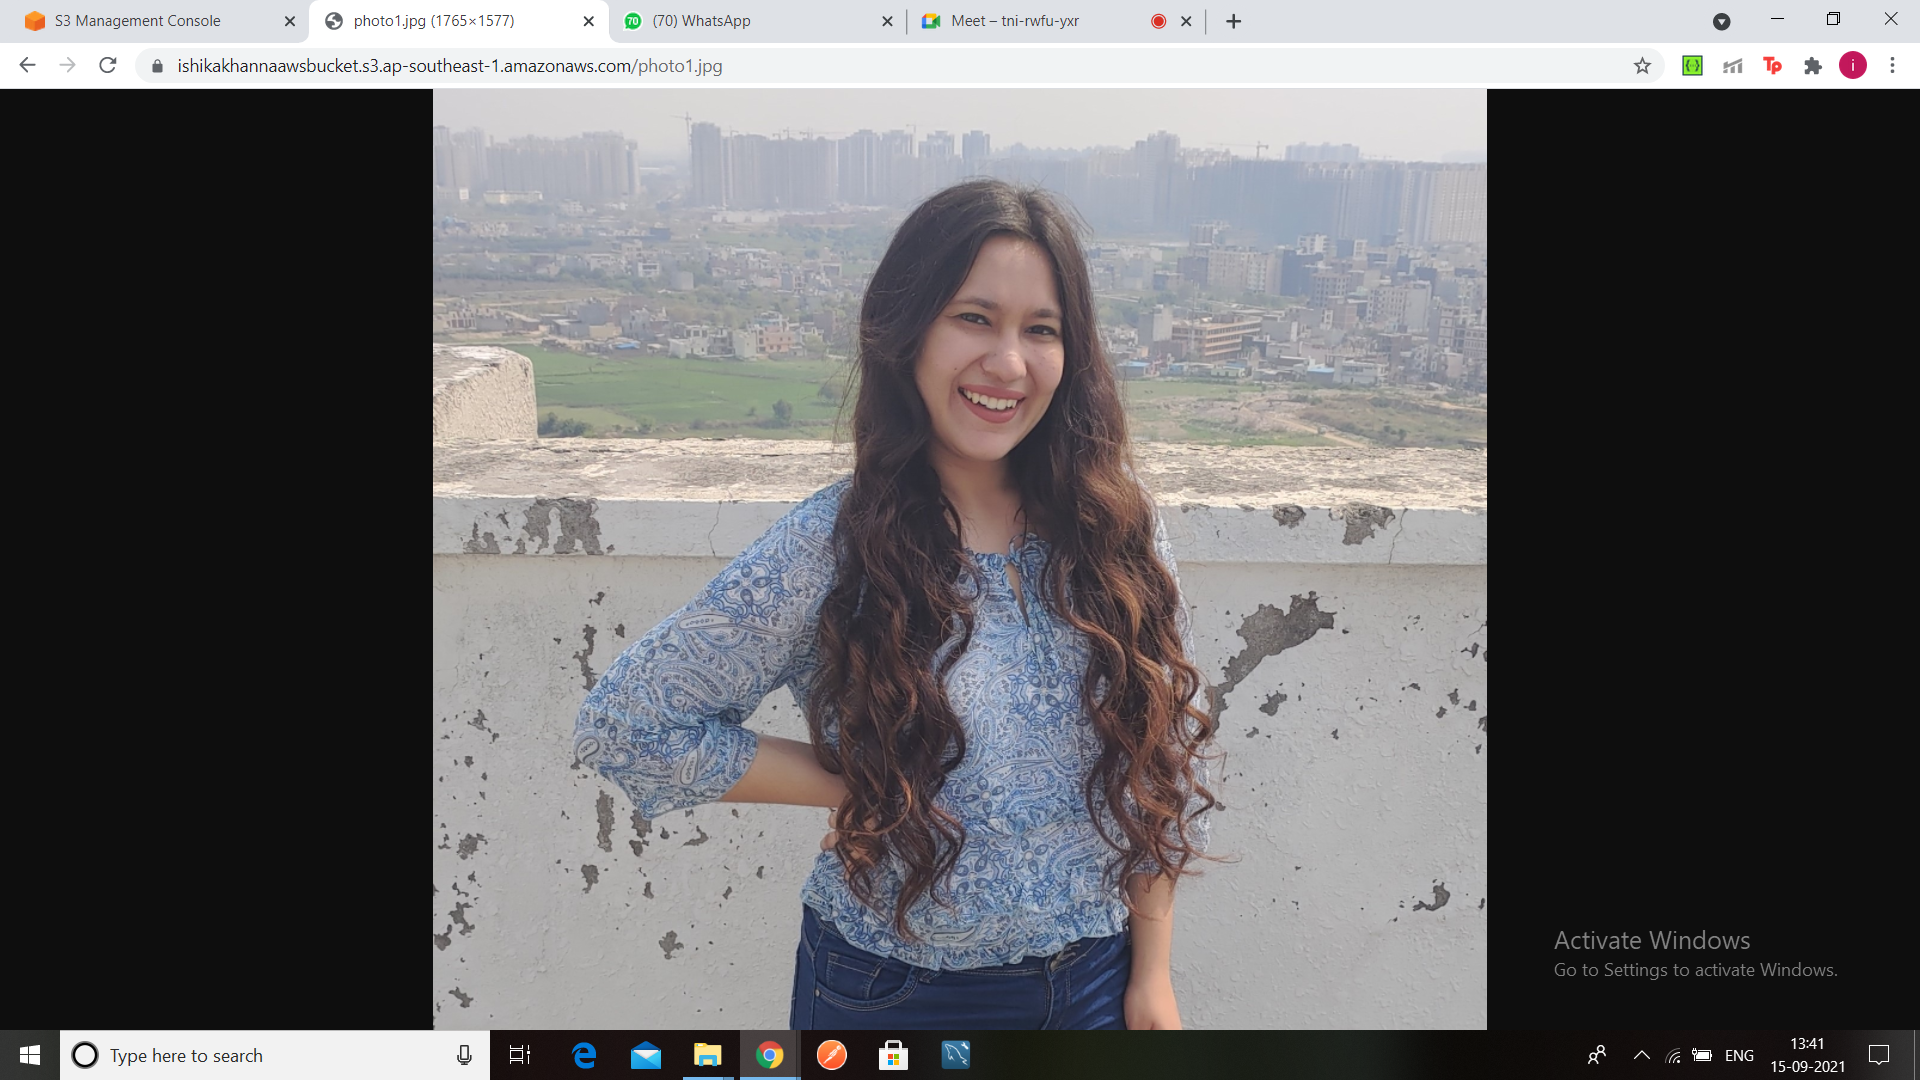 S3 Management Console
photo1.jpg (1765×1577)
70
(70) WhatsApp
Meet – tni-rwfu-yxr
ishikakhannaawsbucket.s3.ap-southeast-1.amazonaws.com/photo1.jpg
{·}
Tp
i
Activate Windows
Go to Settings to activate Windows.
Type here to search
ENG
13:41
15-09-2021